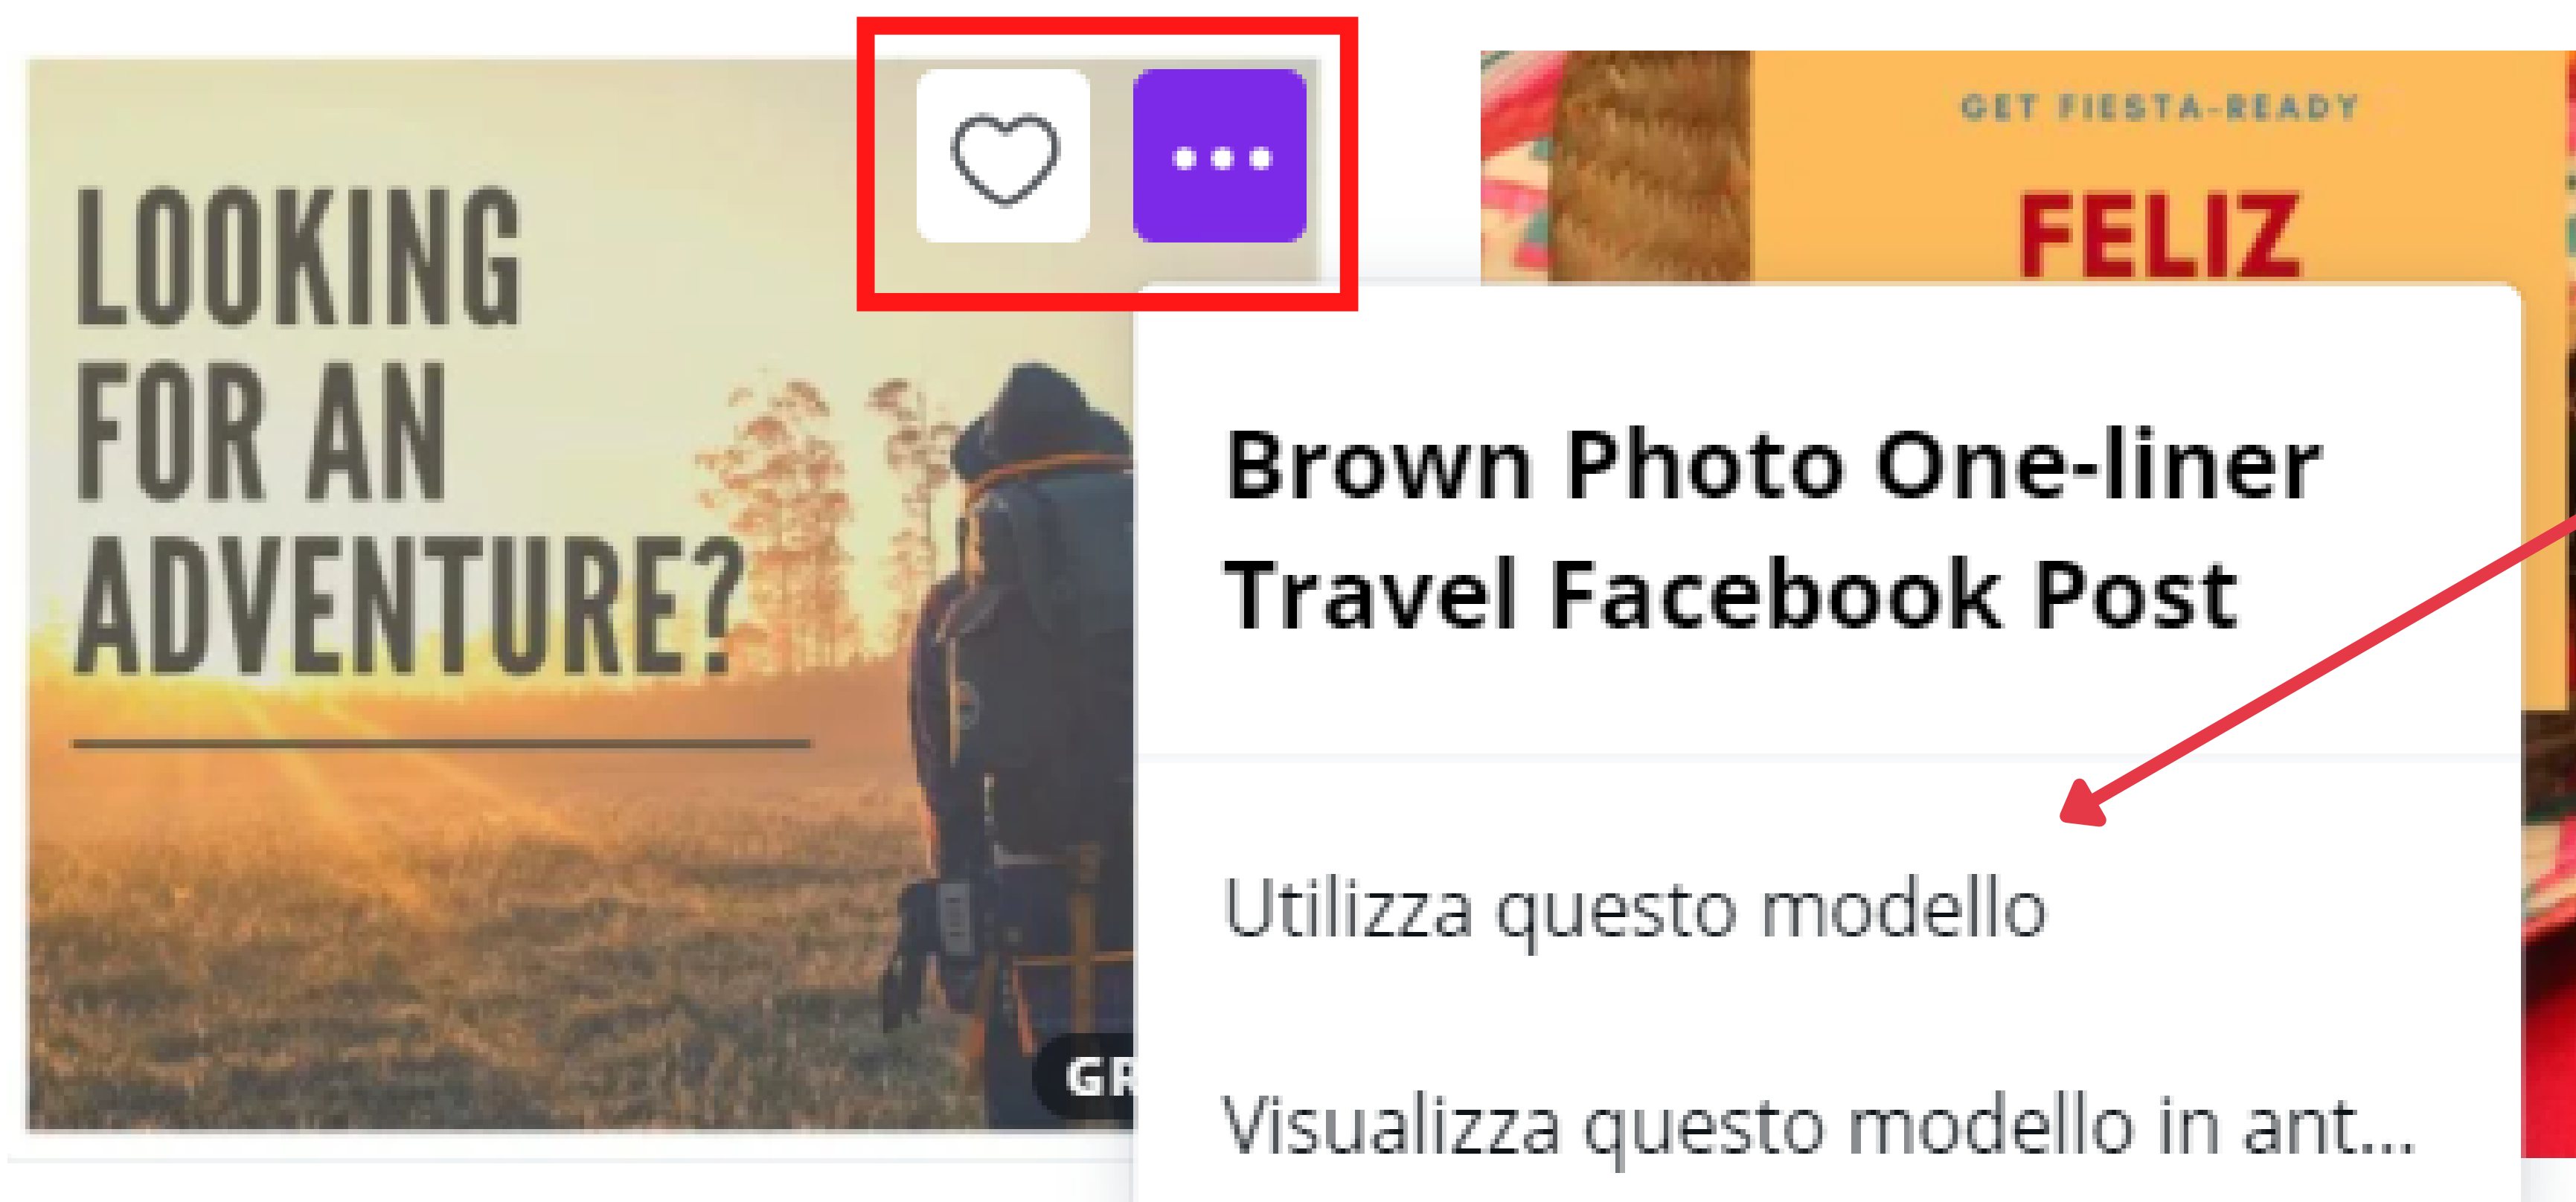 LOOKING
FOR AN
ADVENTURE?
GET FIESTA-READY
FELIZ
Brown Photo One-liner
Travel Facebook Post
Utilizza questo modello
Visualizza questo modello in ant...